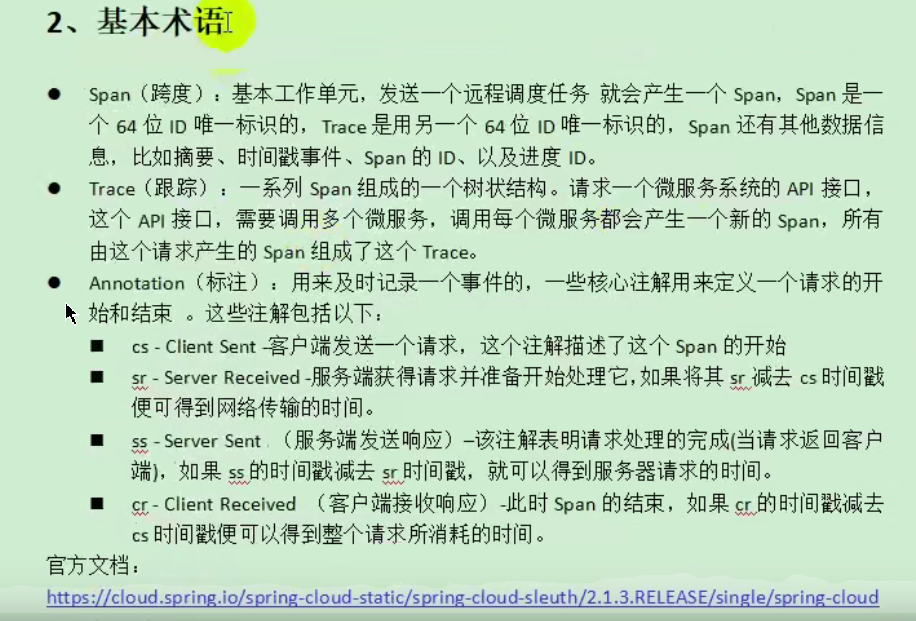 2、基本术语
● Span（跨度）：基本工作单元，发送一个远程调度任务 就会产生一个 Span，Span 是一
个 64 位 ID 唯一标识的，Trace 是用另一个 64 位 ID 唯一标识的，Span 还有其他数据信
息，比如摘要、时间戳事件、Span 的 ID、以及进度 ID。
● Trace（跟踪）：一系列 Span 组成的一个树状结构。请求一个微服务系统的 API 接口，
这个 API 接口，需要调用多个微服务，调用每个微服务都会产生一个新的 Span，所有
由这个请求产生的 Span 组成了这个 Trace。
● Annotation（标注）：用来及时记录一个事件的，一些核心注解用来定义一个请求的开
始和结束 。这些注解包括以下：
■ cs - Client Sent -客户端发送一个请求，这个注解描述了这个 Span 的开始
■ sr - Server Received -服务端获得请求并准备开始处理它，如果将其 sr 减去 cs 时间戳
便可得到网络传输的时间。
■ ss - Server Sent （服务端发送响应）–该注解表明请求处理的完成(当请求返回客户
端)，如果 ss 的时间戳减去 sr 时间戳，就可以得到服务器请求的时间。
■ cr - Client Received （客户端接收响应）-此时 Span 的结束，如果 cr 的时间戳减去
cs 时间戳便可以得到整个请求所消耗的时间。
官方文档：
https://cloud.spring.io/spring-cloud-static/spring-cloud-sleuth/2.1.3.RELEASE/single/spring-cloud